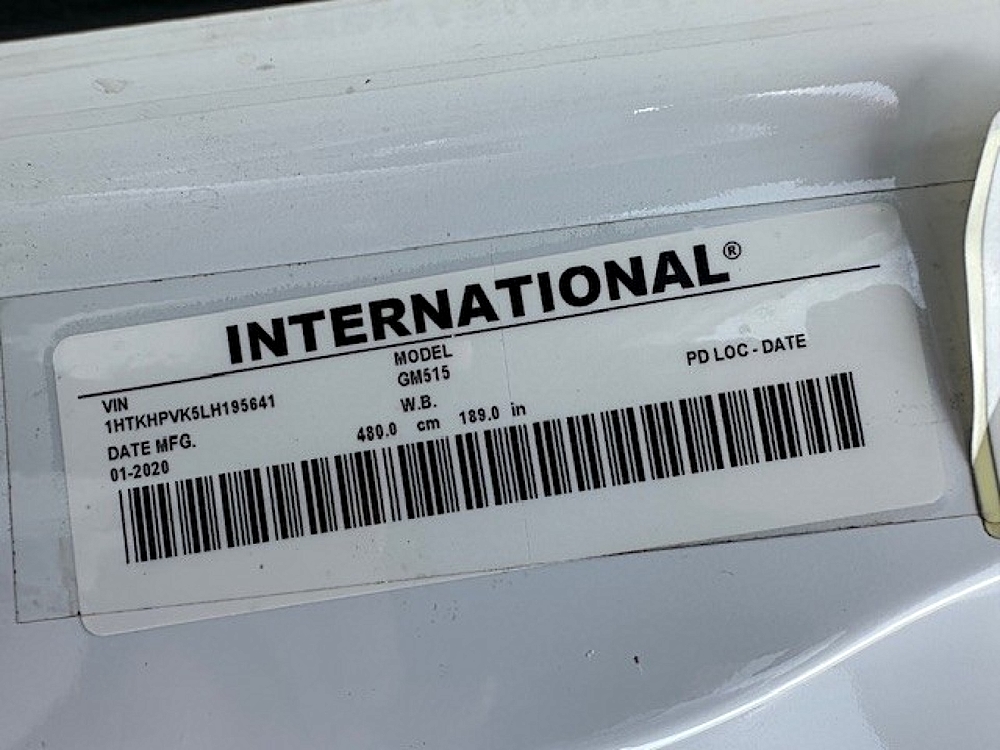 INTERNATIONAL®
MODEL
GM515
PD LOC - DATE
VIN
1HTKHPVK5LH195641
W.B.
480.0 cm 189.0 in
DATE MFG.
01-2020